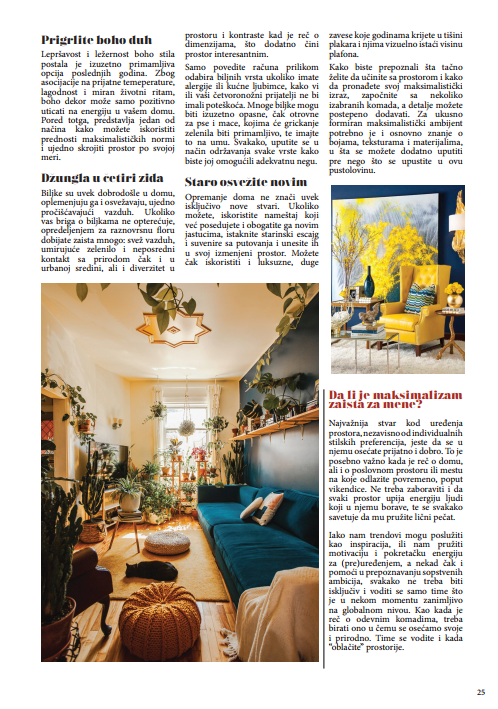 Prigrlite boho duh
Lepršavost i ležernost boho stila
postala je izuzetno primamljiva
opcija poslednjih godina. Zbog
asocijacije na prijatne temeperature,
lagodnost i miran životni ritam,
boho dekor može samo pozitivno
uticati na energiju u vašem domu.
Pored totga, predstavlja jedan od
načina kako možete iskoristiti
prednosti maksimalističkih normi
i ujedno skrojiti prostor po svojoj
meri.
Džungla u četiri zida
Biljke su uvek dobrodošle u domu,
oplemenjuju ga i osvežavaju, ujedno
pročišćavajući vazduh. Ukoliko
vas briga o biljkama ne opterećuje,
opredeljenjem za raznovrsnu floru
dobijate zaista mnogo: svež vazduh,
umirujuće zelenilo i neposredni
kontakt sa prirodom čak i u
urbanoj sredini, ali i diverzitet u
prostoru i kontraste kad je reč o
dimenzijama, što dodatno čini
prostor interesantnim.
Samo povedite računa prilikom
odabira biljnih vrsta ukoliko imate
alergije ili kućne ljubimce, kako vi
ili vaši četvoronožni prijatelji ne bi
imali poteškoća. Mnoge biljke mogu
biti izuzetno opasne, čak otrovne
za pse i mace, kojima će grickanje
zelenila biti primamljivo, te imajte
to na umu. Svakako, uputite se u
način održavanja svake vrste kako
biste joj omogućili adekvatnu negu.
Staro osvežite novim
Opremanje doma ne znači uvek
isključivo nove stvari. Ukoliko
možete, iskoristite nameštaj koji
već posedujete i obogatite ga novim
jastucima, istaknite starinski escajg
i suvenire sa putovanja i unesite ih
u svoj izmenjeni prostor. Možete
čak iskoristiti i luksuzne, duge
zavese koje godinama krijete u tišini
plakara i njima vizuelno istaći visinu
plafona.
Kako biste prepoznali šta tačno
želite da učinite sa prostorom i kako
da pronađete svoj maksimalistički
izraz, započnite sa nekoliko
izabranih komada, a detalje možete
postepeno dodavati. Za ukusno
formiran maksimalistički ambijent
potrebno je i osnovno znanje o
bojama, teksturama i materijalima,
u šta se možete dodatno uputiti
pre nego što se upustite u ovu
pustolovinu.
Da li je maksimalizam
zaista za mene?
Najvažnija stvar kod uređenja
prostora, nezavisno od individualnih
stilskih preferencija, jeste da se u
njemu osećate prijatno i dobro. To je
posebno važno kada je reč o domu,
ali i o poslovnom prostoru ili mestu
na koje odlazite povremeno, poput
vikendice. Ne treba zaboraviti i da
svaki prostor upija energiju ljudi
koji u njemu borave, te se svakako
savetuje da mu pružite lični pečat.
Iako nam trendovi mogu poslužiti
kao inspiracija, ili nam pružiti
motivaciju i pokretačku energiju
za (pre)uređenjem, a nekad čak i
pomoći u prepoznavanju sopstvenih
ambicija, svakako ne treba biti
isključiv i voditi se samo time što
je u nekom momentu zanimljivo
na globalnom nivou. Kao kada je
reč o odevnim komadima, treba
birati ono u čemu se osećamo svoje
i prirodno. Time se vodite i kada
“oblačite” prostorije.
25